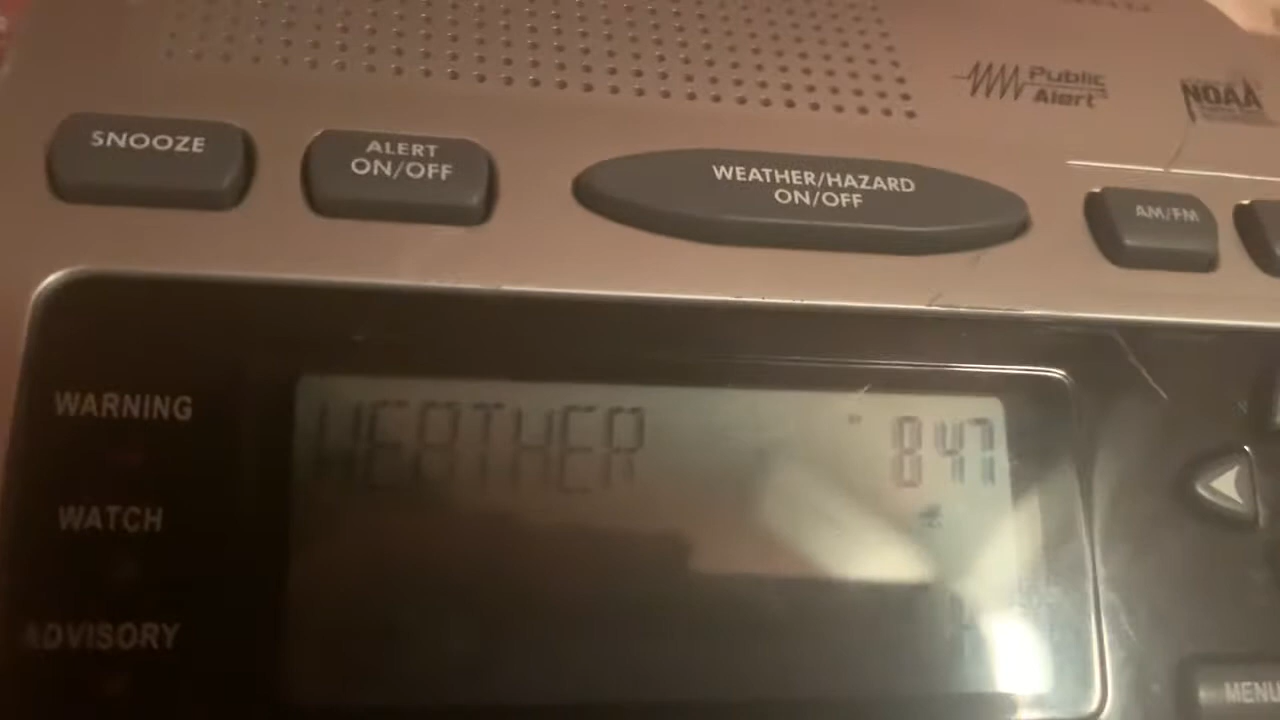 Public
Alert
NOAA
SNOOZE
ALERT
ON/OFF
WEATHER/HAZARD
ON/OFF
AM/FM
WARNING
WEATHER
847
WATCH
ADVISORY
MENU